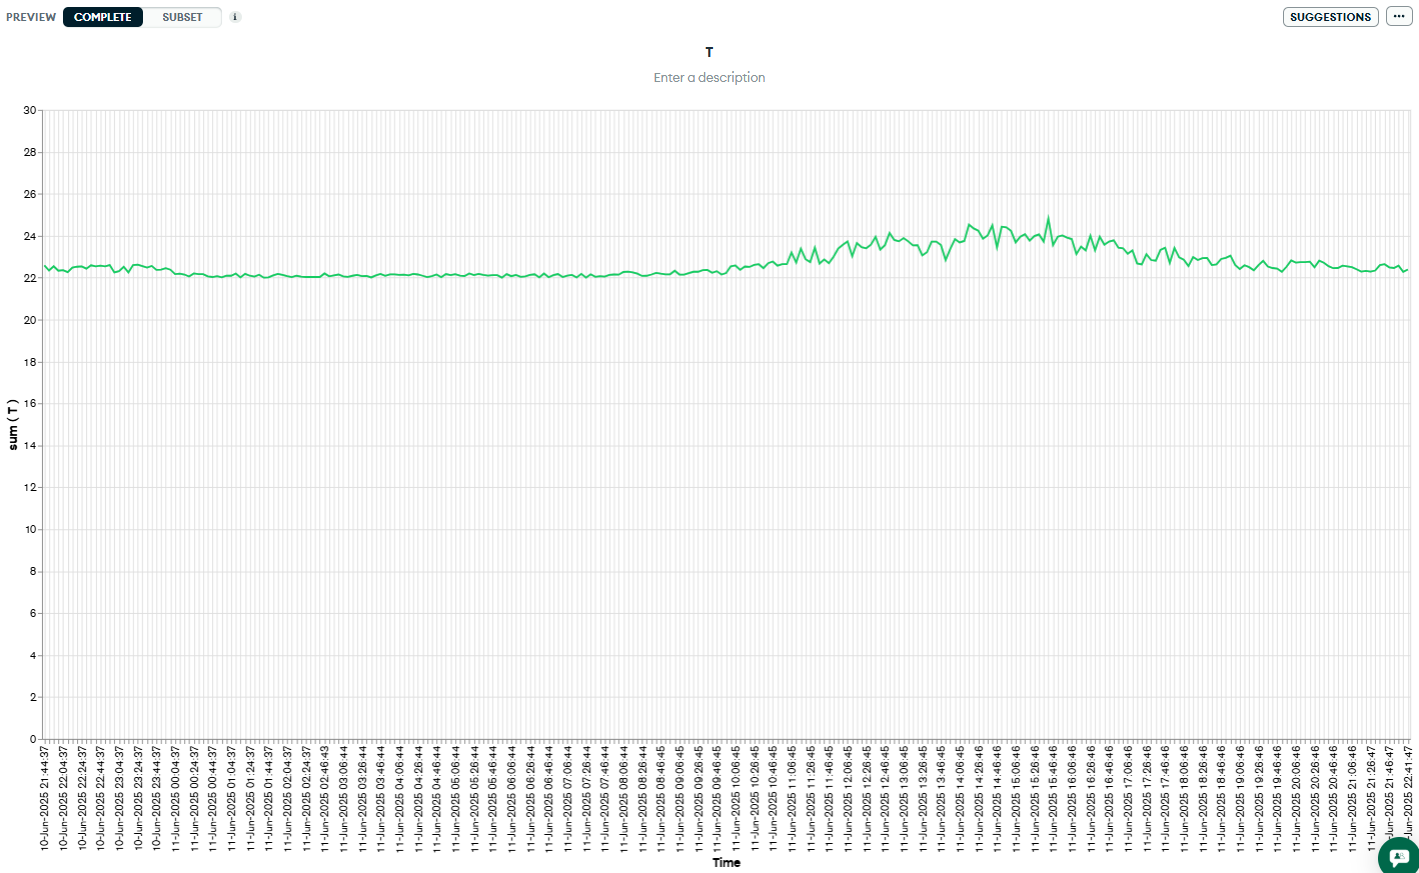 PREVIEW COMPLETE SUBSET i SUGGESTIONS ...
T
Enter a description
30
28
26
24
22
20
18
16
14
12
10
8
6
4
2
0
sum ( T )
10-Jun-2025 21:44:37
10-Jun-2025 22:04:37
10-Jun-2025 22:24:37
10-Jun-2025 22:44:37
10-Jun-2025 23:04:37
10-Jun-2025 23:24:37
10-Jun-2025 23:44:37
11-Jun-2025 00:04:37
11-Jun-2025 00:24:37
11-Jun-2025 00:44:37
11-Jun-2025 01:04:37
11-Jun-2025 01:24:37
11-Jun-2025 01:44:37
11-Jun-2025 02:04:37
11-Jun-2025 02:24:37
11-Jun-2025 02:46:43
11-Jun-2025 03:06:44
11-Jun-2025 03:26:44
11-Jun-2025 03:46:44
11-Jun-2025 04:06:44
11-Jun-2025 04:26:44
11-Jun-2025 04:46:44
11-Jun-2025 05:06:44
11-Jun-2025 05:26:44
11-Jun-2025 05:46:44
11-Jun-2025 06:06:44
11-Jun-2025 06:26:44
11-Jun-2025 06:46:44
11-Jun-2025 07:06:44
11-Jun-2025 07:26:44
11-Jun-2025 07:46:44
11-Jun-2025 08:06:44
11-Jun-2025 08:26:44
11-Jun-2025 08:46:45
11-Jun-2025 09:06:45
11-Jun-2025 09:26:45
11-Jun-2025 09:46:45
11-Jun-2025 10:06:45
11-Jun-2025 10:26:45
11-Jun-2025 10:46:45
11-Jun-2025 11:06:45
11-Jun-2025 11:26:45
11-Jun-2025 11:46:45
11-Jun-2025 12:06:45
11-Jun-2025 12:26:45
11-Jun-2025 12:46:45
11-Jun-2025 13:06:45
11-Jun-2025 13:26:45
11-Jun-2025 13:46:45
11-Jun-2025 14:06:45
11-Jun-2025 14:26:46
11-Jun-2025 14:46:46
11-Jun-2025 15:06:46
11-Jun-2025 15:26:46
11-Jun-2025 15:46:46
11-Jun-2025 16:06:46
11-Jun-2025 16:26:46
11-Jun-2025 16:46:46
11-Jun-2025 17:06:46
11-Jun-2025 17:26:46
11-Jun-2025 17:46:46
11-Jun-2025 18:06:46
11-Jun-2025 18:26:46
11-Jun-2025 18:46:46
11-Jun-2025 19:06:46
11-Jun-2025 19:26:46
11-Jun-2025 19:46:46
11-Jun-2025 20:06:46
11-Jun-2025 20:26:46
11-Jun-2025 20:46:46
11-Jun-2025 21:06:46
11-Jun-2025 21:26:47
-Jun-2025 21:46:47
-Jun-2025 22:41:47
Time